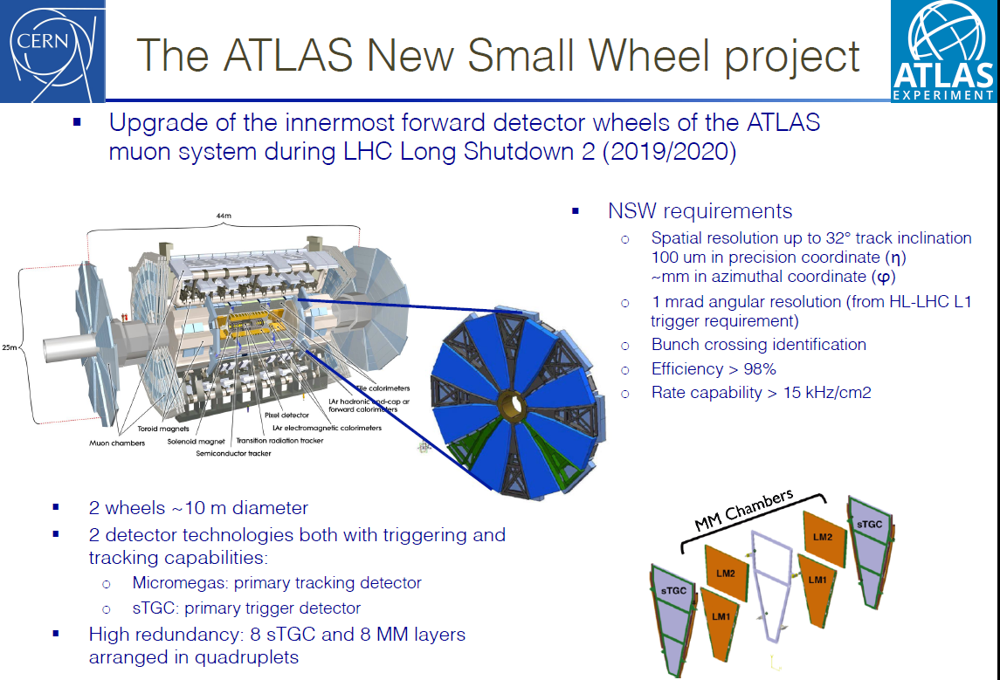 CERN
The ATLAS New Small Wheel project
ATLAS
EXPERIMENT
▪ Upgrade of the innermost forward detector wheels of the ATLAS
muon system during LHC Long Shutdown 2 (2019/2020)
44m
25m
Tile calorimeters
LAr hadronic end-cap ar
forward calorimeters
Pixel detector
LAr electromagnetic calorimeters
Toroid magnets
Muon chambers
Solenoid magnet
Transition radiation tracker
Semiconductor tracker
▪ NSW requirements
○ Spatial resolution up to 32° track inclination
100 um in precision coordinate (η)
~mm in azimuthal coordinate (φ)
○ 1 mrad angular resolution (from HL-LHC L1
trigger requirement)
○ Bunch crossing identification
○ Efficiency > 98%
○ Rate capability > 15 kHz/cm2
▪ 2 wheels ~10 m diameter
▪ 2 detector technologies both with triggering and
tracking capabilities:
○ Micromegas: primary tracking detector
○ sTGC: primary trigger detector
▪ High redundancy: 8 sTGC and 8 MM layers
arranged in quadruplets
MM Chambers
sTGC
LM2
LM1
LM2
LM1
sTGC